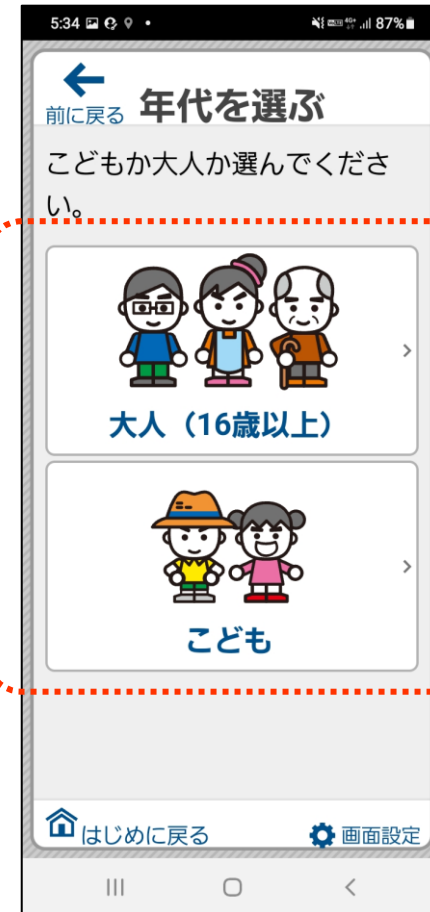 5:34 87%
前に戻る 年代を選ぶ
こどもか大人か選んでくださ
い。
大人（16歳以上）
こども
はじめに戻る 画面設定